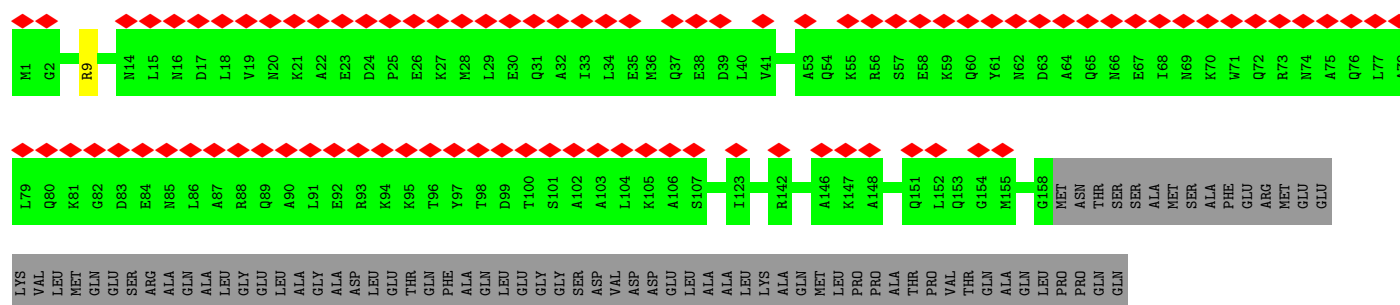 M1 G2 R9 N14 L15 N16 D17 L18 V19 N20 K21 A22 E23 D24 P25 E26 K27 M28 L29 E30 Q31 A32 I33 L34 E35 M36 Q37 E38 D39 L40 V41 A53 Q54 K55 R56 S57 E58 K59 Q60 Y61 N62 D63 A64 Q65 N66 E67 I68 N69 K70 W71 Q72 R73 N74 A75 Q76 L77 A78
L79 Q80 K81 G82 D83 E84 N85 L86 A87 R88 Q89 A90 L91 E92 R93 K94 K95 T96 Y97 T98 D99 T100 S101 A102 A103 L104 K105 A106 S107 I123 R142 A146 K147 A148 Q151 L152 Q153 G154 M155 G158 MET ASN THR SER SER ALA MET SER ALA PHE GLU ARG MET GLU GLU
LYS VAL LEU MET GLN GLU SER ARG ALA GLN ALA LEU GLY GLU LEU ALA GLY ALA ASP LEU GLU THR GLN PHE ALA GLN LEU GLU GLY GLY SER ASP VAL ASP ASP GLU LEU ALA ALA LEU LYS ALA GLN MET LEU PRO PRO ALA THR PRO VAL THR GLN ALA GLN LEU PRO PRO GLN GLN